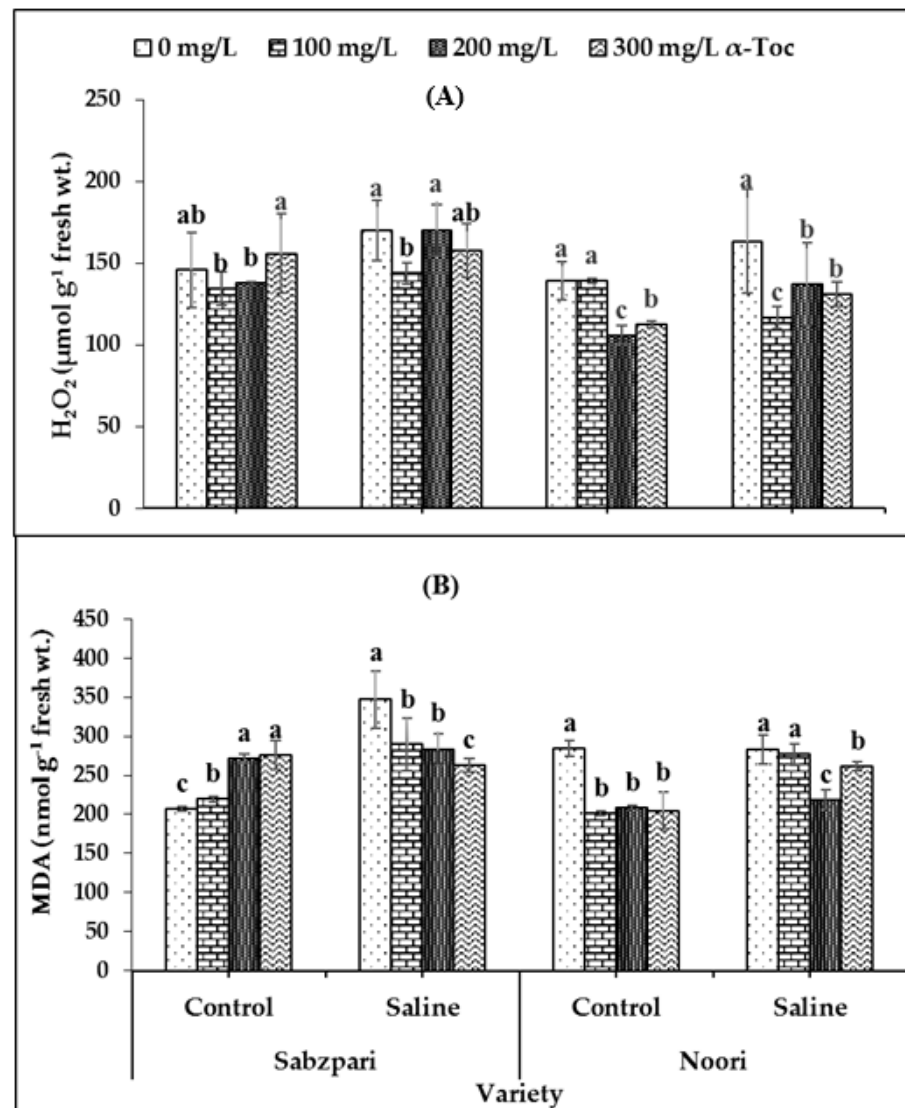 0 mg/L 100 mg/L 200 mg/L 300 mg/L α-Toc
(A)
H₂O₂ (µmol g⁻¹ fresh wt.)
250
200
150
100
50
0
ab b b a
a b a ab
a a c b
a c b b
(B)
MDA (nmol g⁻¹ fresh wt.)
450
400
350
300
250
200
150
100
50
0
c b a a
a b b c
a b b b
a a c b
Control Saline Control Saline
Sabzpari Noori
Variety